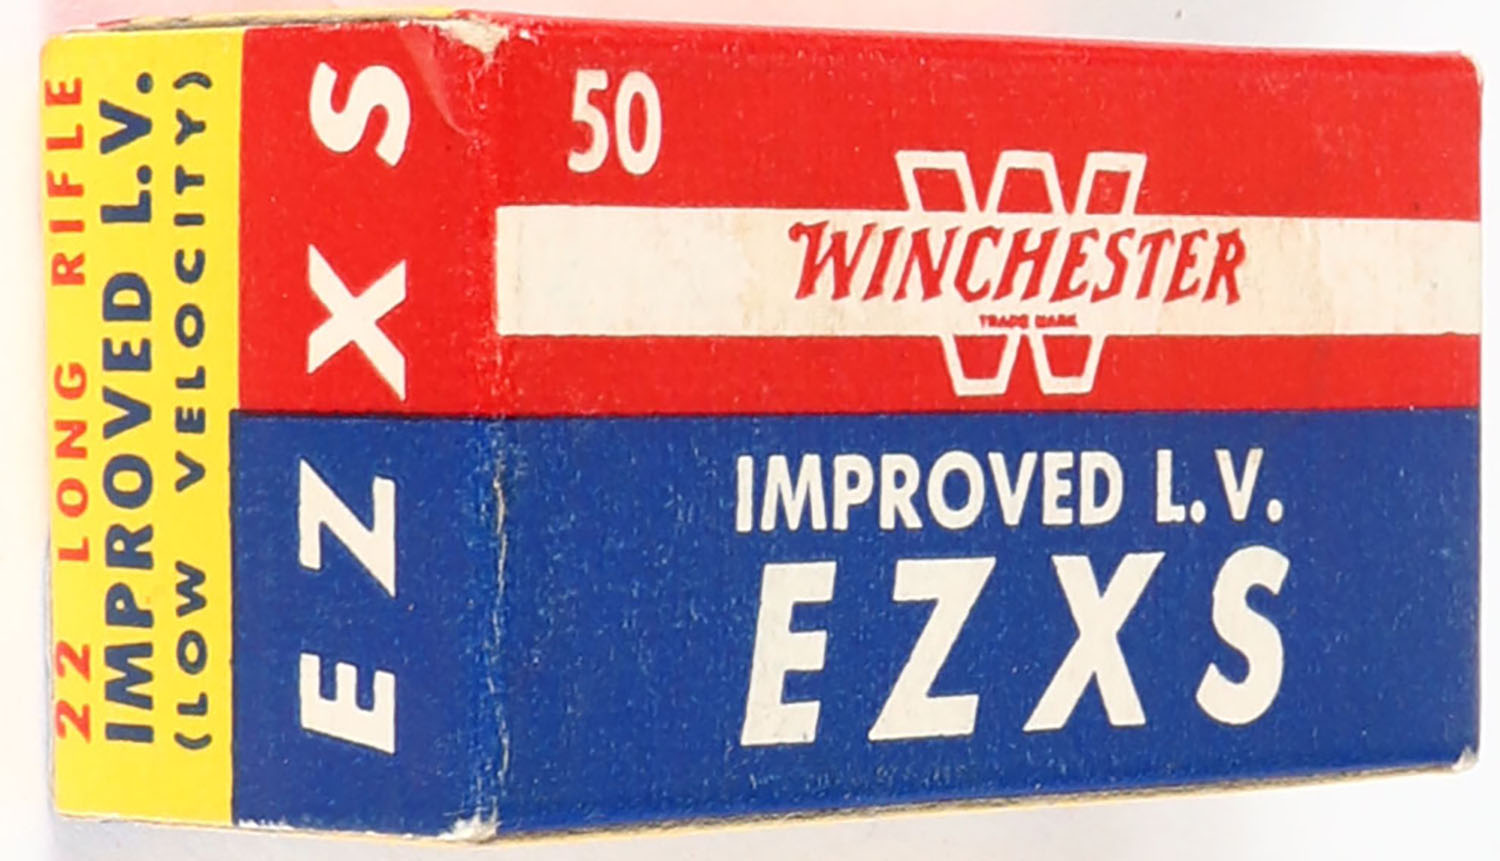 22 LONG RIFLE
IMPROVED L.V.
(LOW VELOCITY)
EZXS
50
WINCHESTER
TRADE MARK
IMPROVED L.V.
EZXS